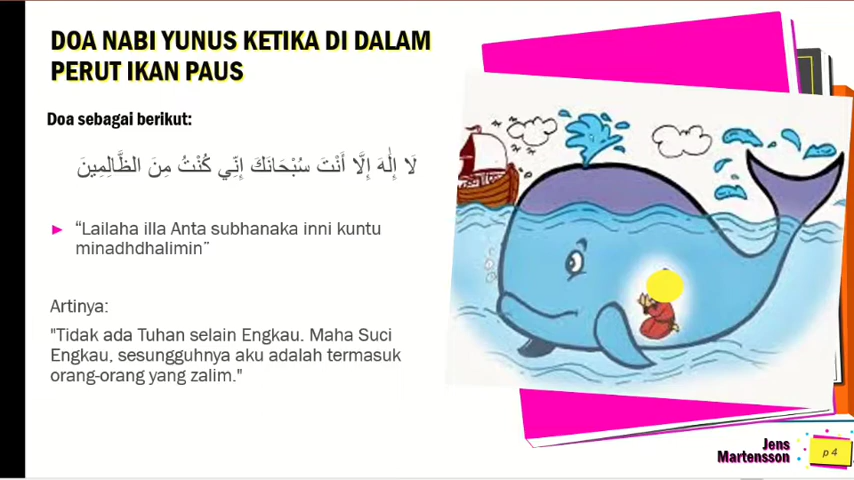 DOA NABI YUNUS KETIKA DI DALAM
PERUT IKAN PAUS
Doa sebagai berikut:
لَا إِلٰهَ إِلَّا أَنْتَ سُبْحَانَكَ إِنِّي كُنْتُ مِنَ الظَّالِمِينَ
“Lailaha illa Anta subhanaka inni kuntu
minadhdhalimin”
Artinya:
"Tidak ada Tuhan selain Engkau. Maha Suci
Engkau, sesungguhnya aku adalah termasuk
orang-orang yang zalim."
Jens
Martensson
p 4